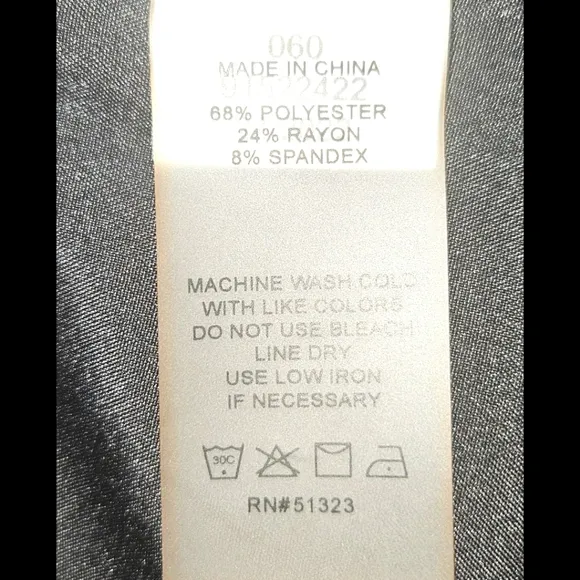 060
MADE IN CHINA
68% POLYESTER
24% RAYON
8% SPANDEX
MACHINE WASH COLD
WITH LIKE COLORS
DO NOT USE BLEACH
LINE DRY
USE LOW IRON
IF NECESSARY
30C
RN#51323